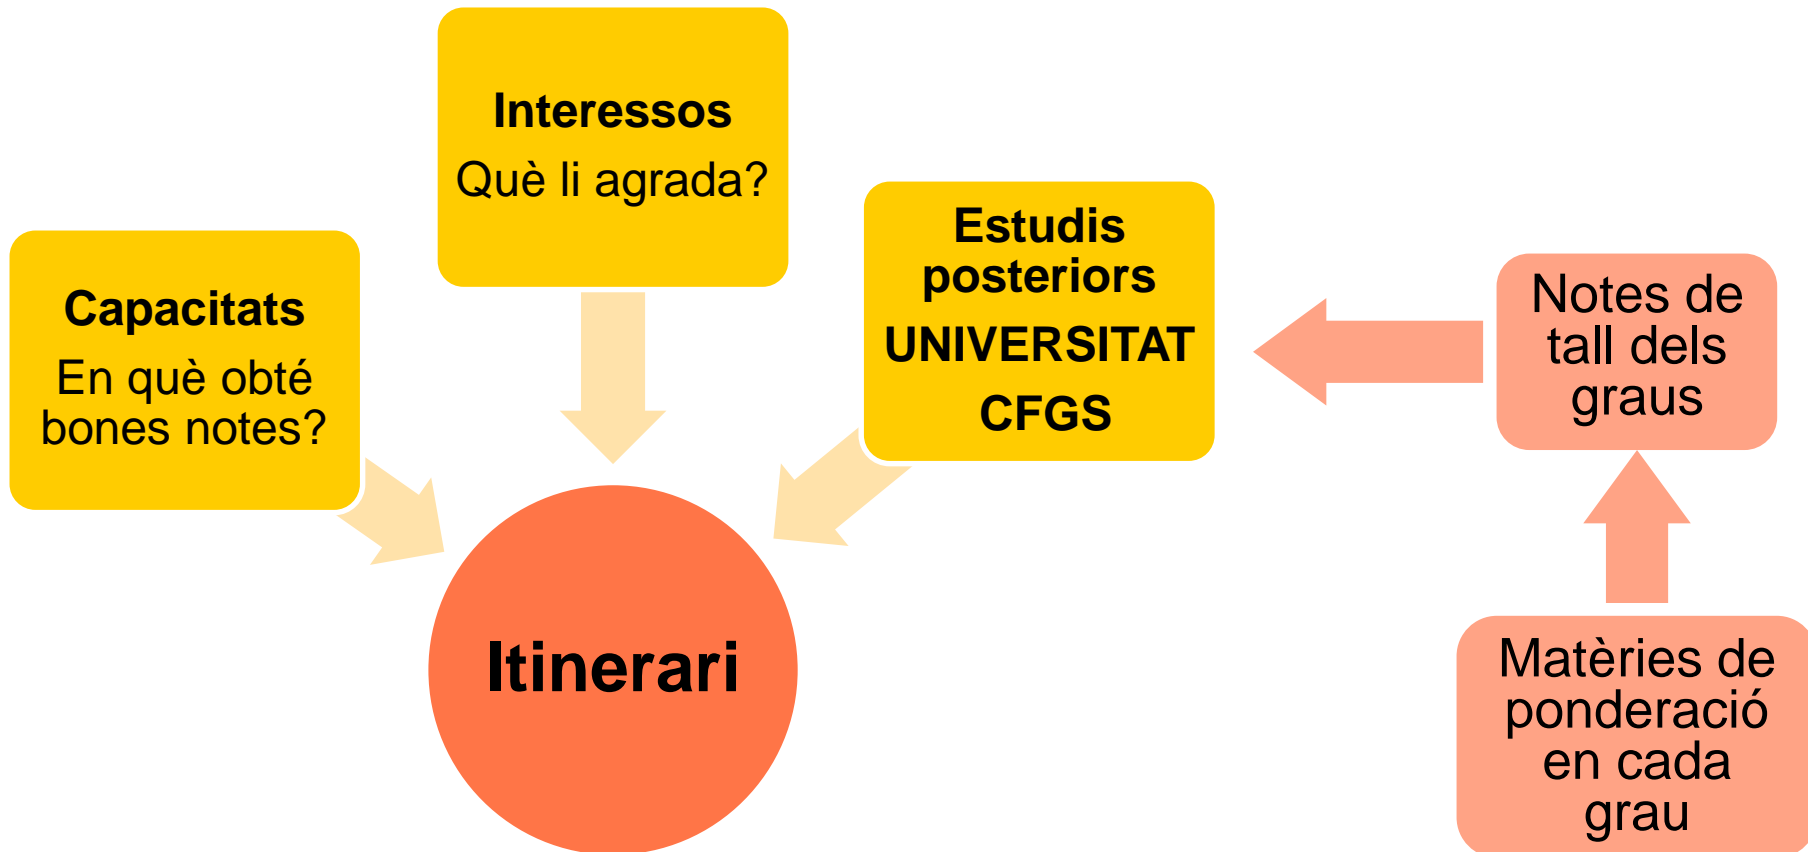 Interessos
Què li agrada?
Capacitats
En què obté
bones notes?
Estudis
posteriors
UNIVERSITAT
CFGS
Notes de
tall dels
graus
Itinerari
Matèries de
ponderació
en cada
grau